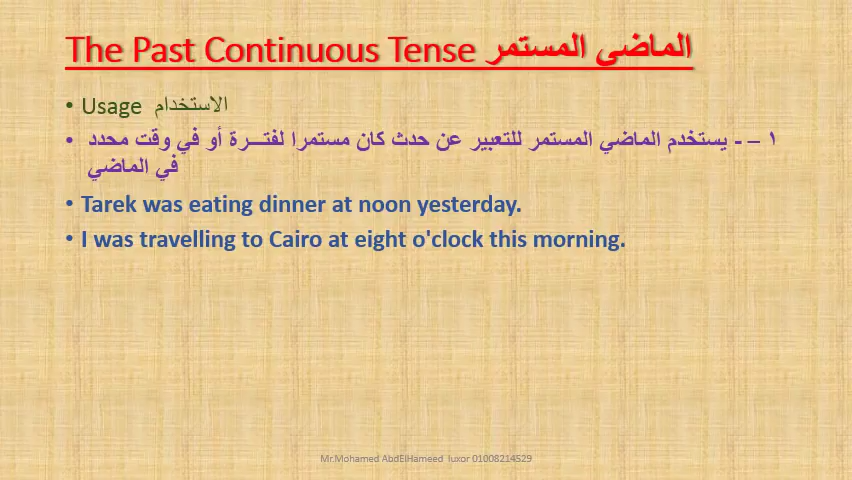 The Past Continuous Tense الماضى المستمر
• Usage الاستخدام
• ١ – - يستخدم الماضي المستمر للتعبير عن حدث كان مستمرا لفتـــرة أو في وقت محدد
في الماضي
• Tarek was eating dinner at noon yesterday.
• I was travelling to Cairo at eight o'clock this morning.
Mr.Mohamed AbdElHameed luxor 01008214529